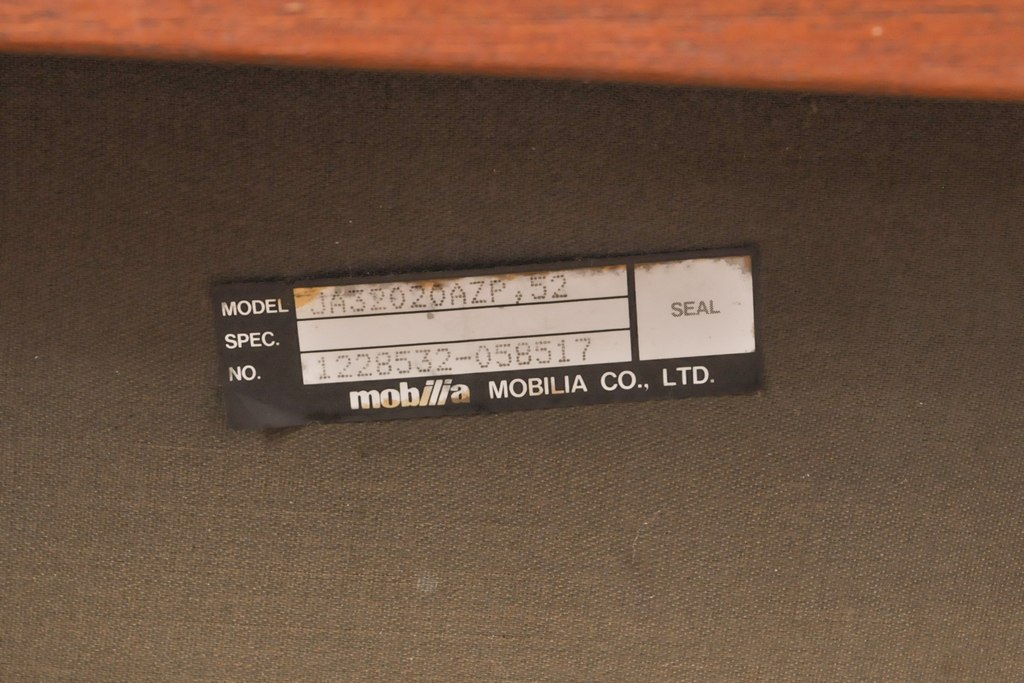 MODEL JA32020AZP,52
SPEC.
NO. 1228532-058517
SEAL
mobilia MOBILIA CO., LTD.